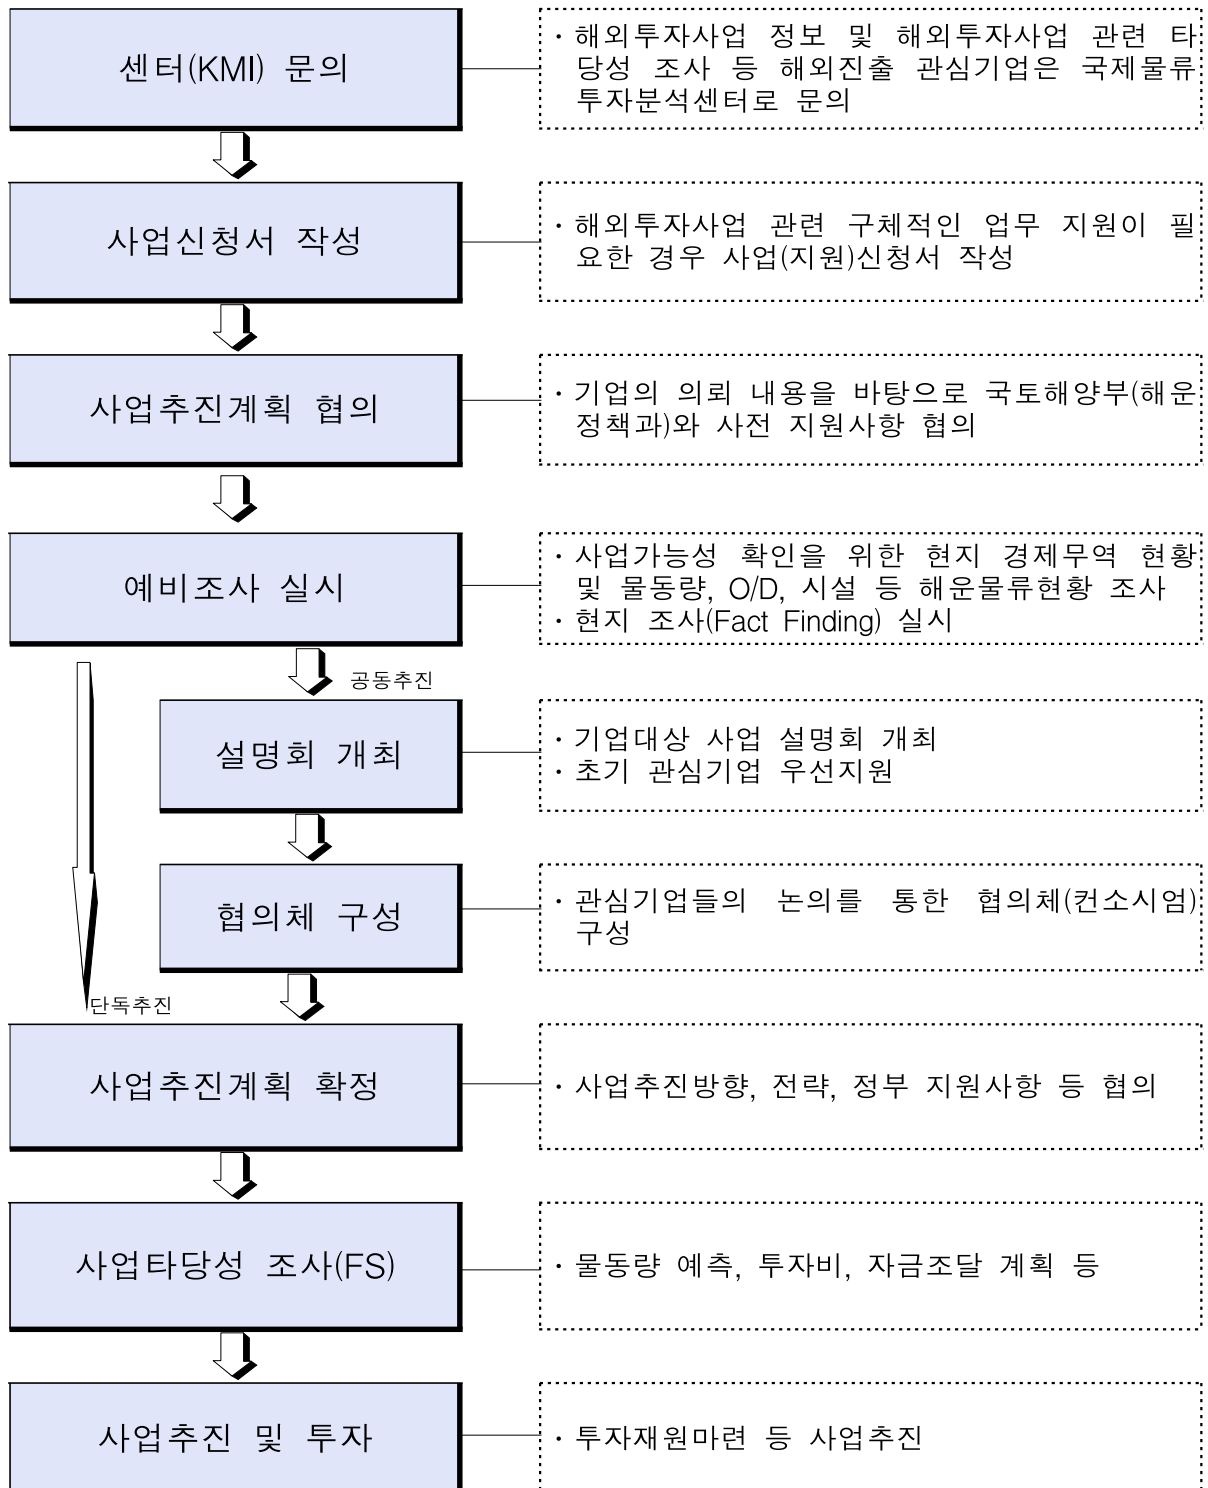 센터(KMI) 문의
· 해외투자사업 정보 및 해외투자사업 관련 타
당성 조사 등 해외진출 관심기업은 국제물류
투자분석센터로 문의
사업신청서 작성
· 해외투자사업 관련 구체적인 업무 지원이 필
요한 경우 사업(지원)신청서 작성
사업추진계획 협의
· 기업의 의뢰 내용을 바탕으로 국토해양부(해운
정책과)와 사전 지원사항 협의
예비조사 실시
· 사업가능성 확인을 위한 현지 경제무역 현황
및 물동량, O/D, 시설 등 해운물류현황 조사
· 현지 조사(Fact Finding) 실시
공동추진
설명회 개최
· 기업대상 사업 설명회 개최
· 초기 관심기업 우선지원
협의체 구성
· 관심기업들의 논의를 통한 협의체(컨소시엄)
구성
단독추진
사업추진계획 확정
· 사업추진방향, 전략, 정부 지원사항 등 협의
사업타당성 조사(FS)
· 물동량 예측, 투자비, 자금조달 계획 등
사업추진 및 투자
· 투자재원마련 등 사업추진